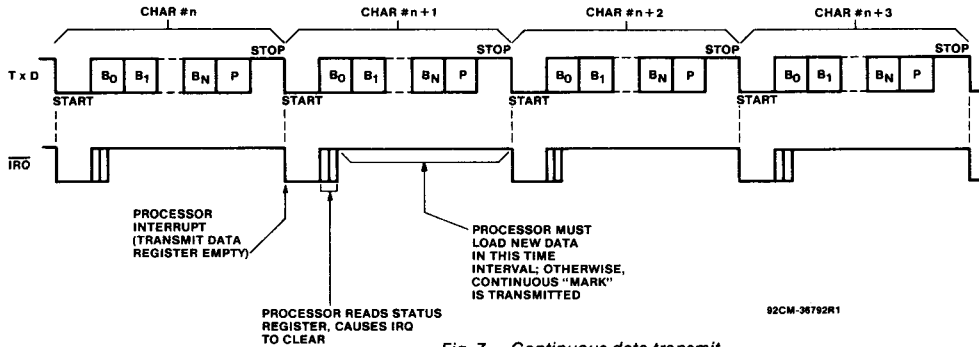 CHAR #n CHAR #n+1 CHAR #n+2 CHAR #n+3
STOP STOP STOP STOP
T x D B0 B1 BN P B0 B1 BN P B0 B1 BN P B0 B1 BN P
START START START START
IRQ
PROCESSOR
INTERRUPT
(TRANSMIT DATA
REGISTER EMPTY)
PROCESSOR MUST
LOAD NEW DATA
IN THIS TIME
INTERVAL; OTHERWISE,
CONTINUOUS "MARK"
IS TRANSMITTED
PROCESSOR READS STATUS
REGISTER, CAUSES IRQ
TO CLEAR
92CM-36792R1
Fig. 7 - Continuous data transmit